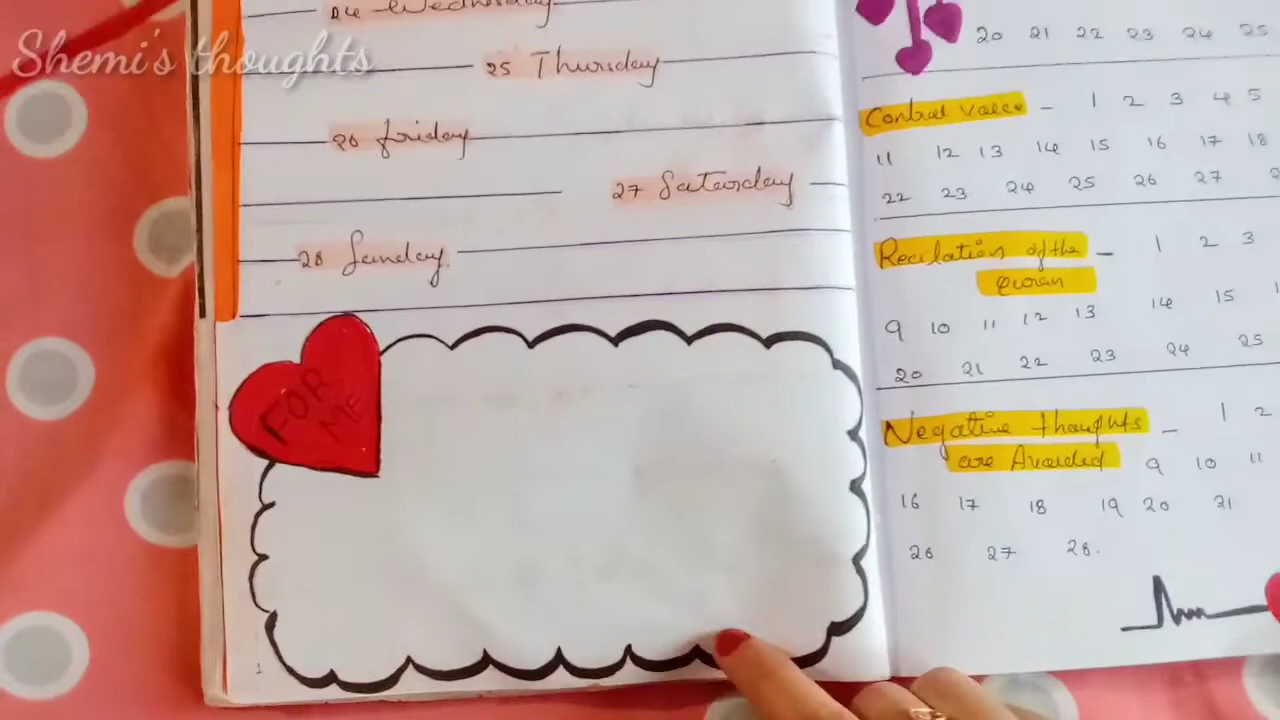 Shemi's thoughts
24 Wednesday
25 Thursday
26 friday
27 Saturday
28 Sunday
FOR
ME
20 21 22 23 24 25
Control - 1 2 3 4 5
11 12 13 14 15 16 17 18
22 23 24 25 26 27
Recitation of the - 1 2 3
Quran
9 10 11 12 13 14 15 1
20 21 22 23 24 25
Negative thoughts - 1 2
are Avoided 9 10 11
16 17 18 19 20 21
26 27 28.
1